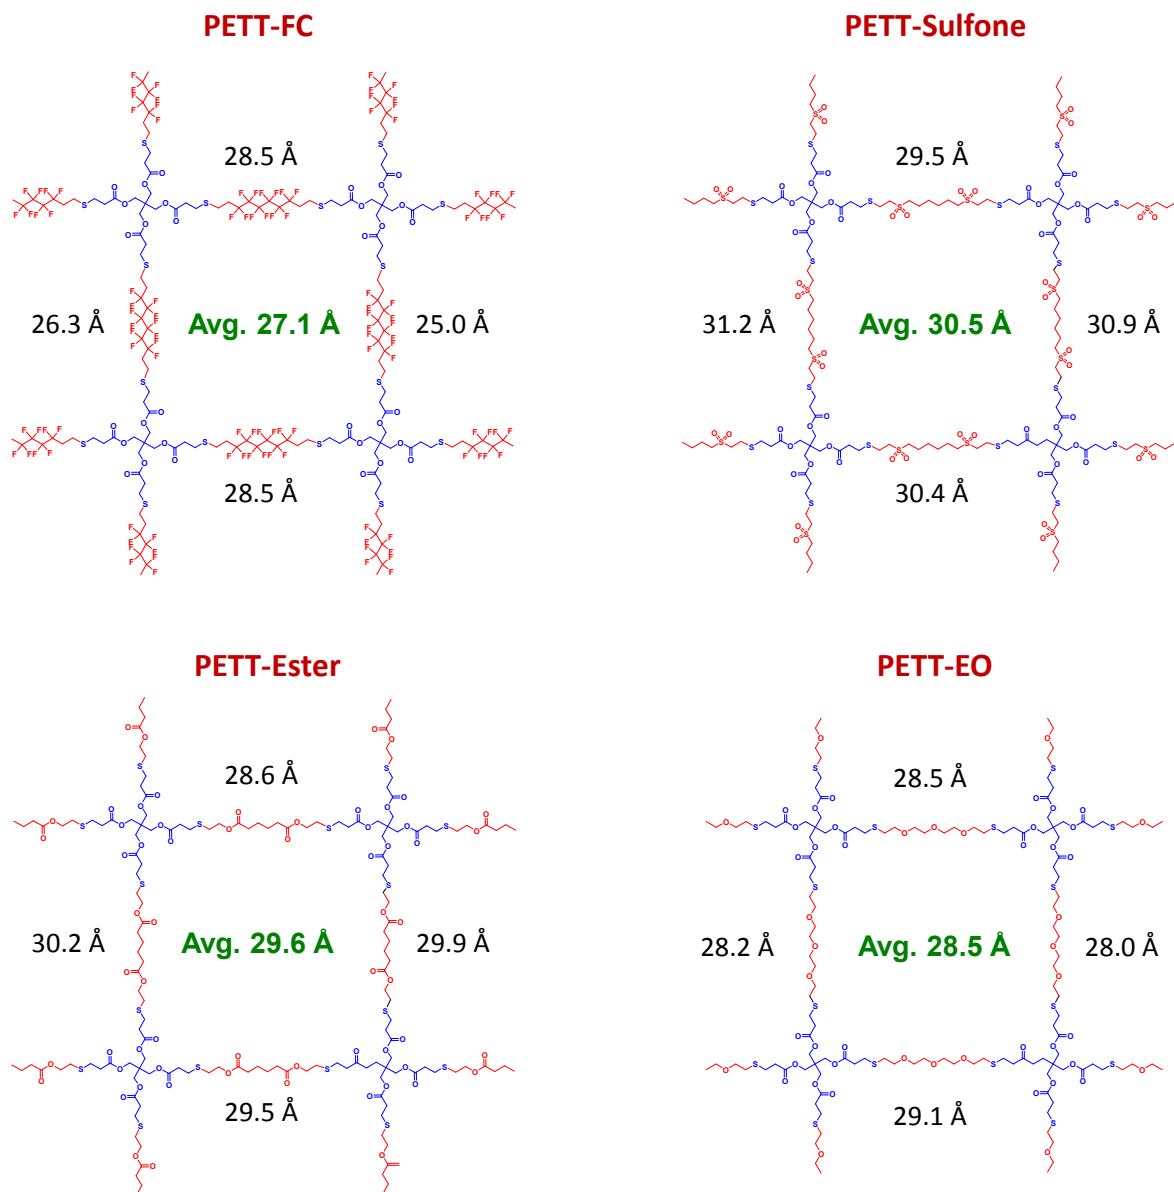 PETT-FC
PETT-Sulfone
28.5 Å
29.5 Å
26.3 Å
Avg. 27.1 Å
25.0 Å
31.2 Å
Avg. 30.5 Å
30.9 Å
28.5 Å
30.4 Å
PETT-Ester
PETT-EO
28.6 Å
28.5 Å
30.2 Å
Avg. 29.6 Å
29.9 Å
28.2 Å
Avg. 28.5 Å
28.0 Å
29.5 Å
29.1 Å